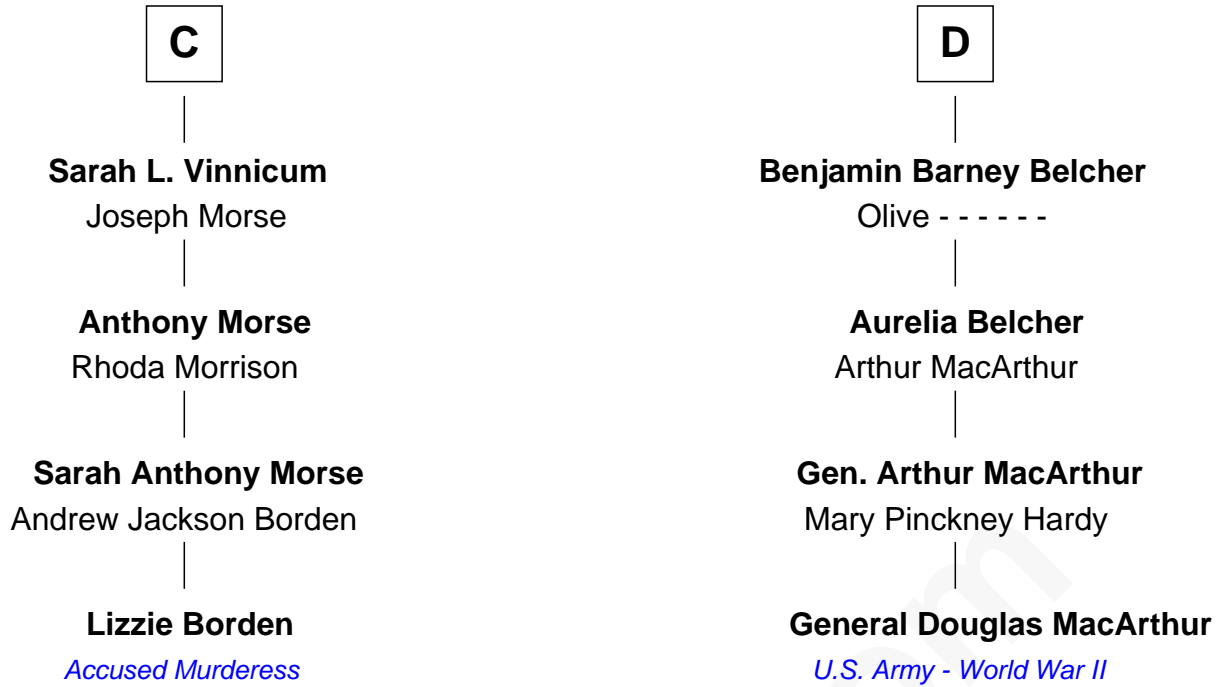 C
Sarah L. Vinnicum
Joseph Morse
Anthony Morse
Rhoda Morrison
Sarah Anthony Morse
Andrew Jackson Borden
Lizzie Borden
Accused Murderess
D
Benjamin Barney Belcher
Olive - - - - - -
Aurelia Belcher
Arthur MacArthur
Gen. Arthur MacArthur
Mary Pinckney Hardy
General Douglas MacArthur
U.S. Army - World War II